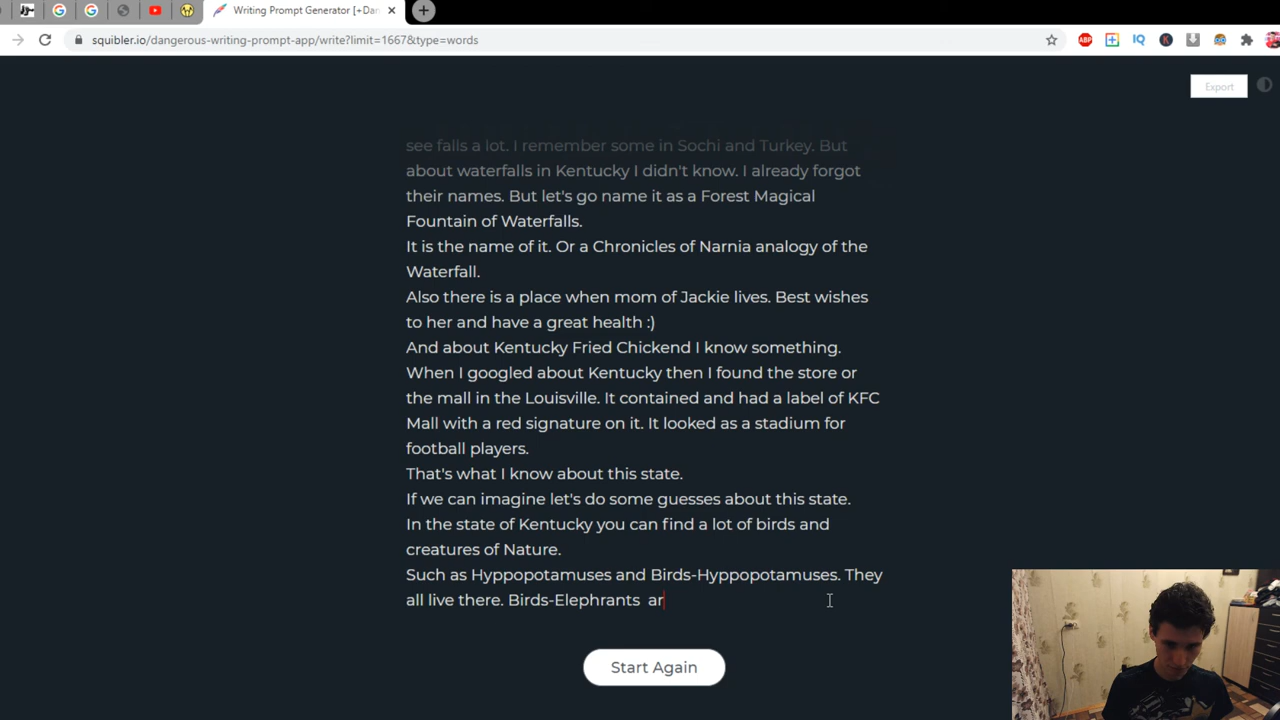 Writing Prompt Generator [+Dan
squibler.io/dangerous-writing-prompt-app/write?limit=1667&type=words
Export
see falls a lot. I remember some in Sochi and Turkey. But
about waterfalls in Kentucky I didn't know. I already forgot
their names. But let's go name it as a Forest Magical
Fountain of Waterfalls.
It is the name of it. Or a Chronicles of Narnia analogy of the
Waterfall.
Also there is a place when mom of Jackie lives. Best wishes
to her and have a great health :)
And about Kentucky Fried Chickend I know something.
When I googled about Kentucky then I found the store or
the mall in the Louisville. It contained and had a label of KFC
Mall with a red signature on it. It looked as a stadium for
football players.
That's what I know about this state.
If we can imagine let's do some guesses about this state.
In the state of Kentucky you can find a lot of birds and
creatures of Nature.
Such as Hyppopotamuses and Birds-Hyppopotamuses. They
all live there. Birds-Elephrants  ar
Start Again